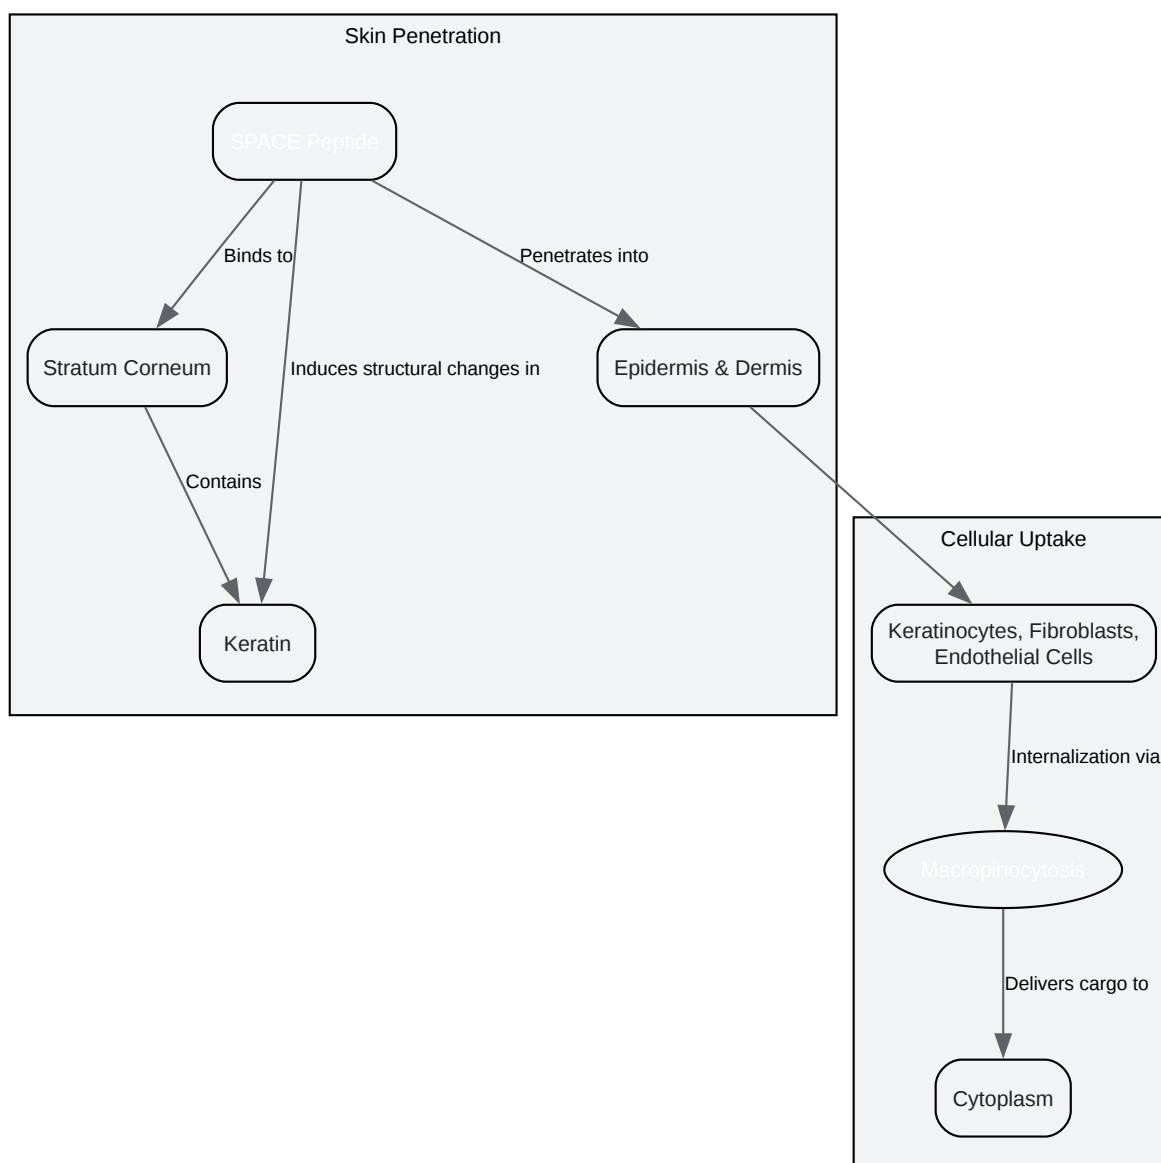 Skin Penetration
SPACE Peptide
Binds to
Penetrates into
Stratum Corneum
Induces structural changes in
Epidermis & Dermis
Contains
Keratin
Cellular Uptake
Keratinocytes, Fibroblasts,
Endothelial Cells
Internalization via
Macropinocytosis
Delivers cargo to
Cytoplasm